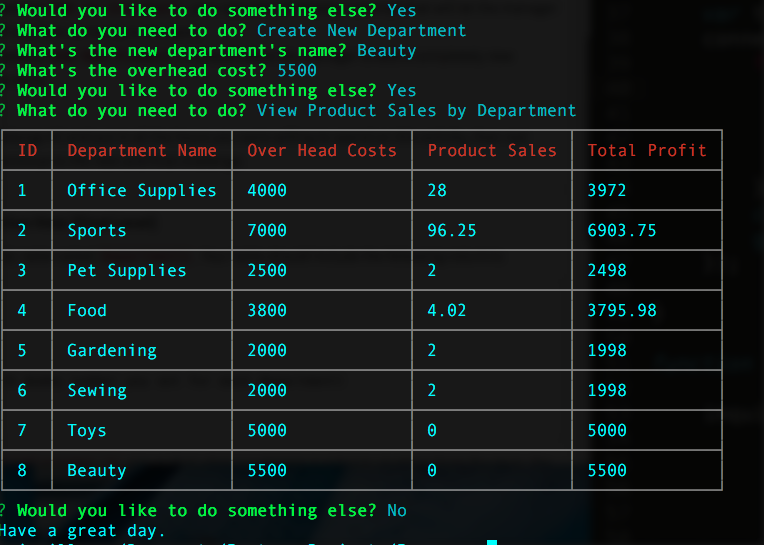 ? Would you like to do something else? Yes
? What do you need to do? Create New Department
? What's the new department's name? Beauty
? What's the overhead cost? 5500
? Would you like to do something else? Yes
? What do you need to do? View Product Sales by Department
ID Department Name Over Head Costs Product Sales Total Profit
1 Office Supplies 4000 28 3972
2 Sports 7000 96.25 6903.75
3 Pet Supplies 2500 2 2498
4 Food 3800 4.02 3795.98
5 Gardening 2000 2 1998
6 Sewing 2000 2 1998
7 Toys 5000 0 5000
8 Beauty 5500 0 5500
? Would you like to do something else? No
Have a great day.